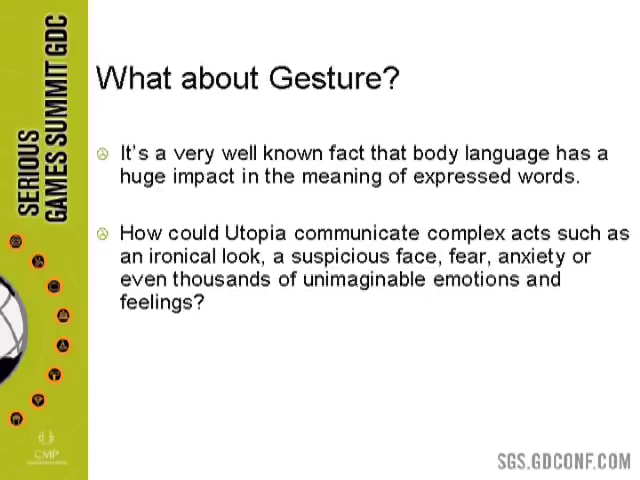 SERIOUS
GAMES SUMMIT GDC
What about Gesture?
It's a very well known fact that body language has a
huge impact in the meaning of expressed words.
How could Utopia communicate complex acts such as
an ironical look, a suspicious face, fear, anxiety or
even thousands of unimaginable emotions and
feelings?
CMP
SGS.GDCONF.COM